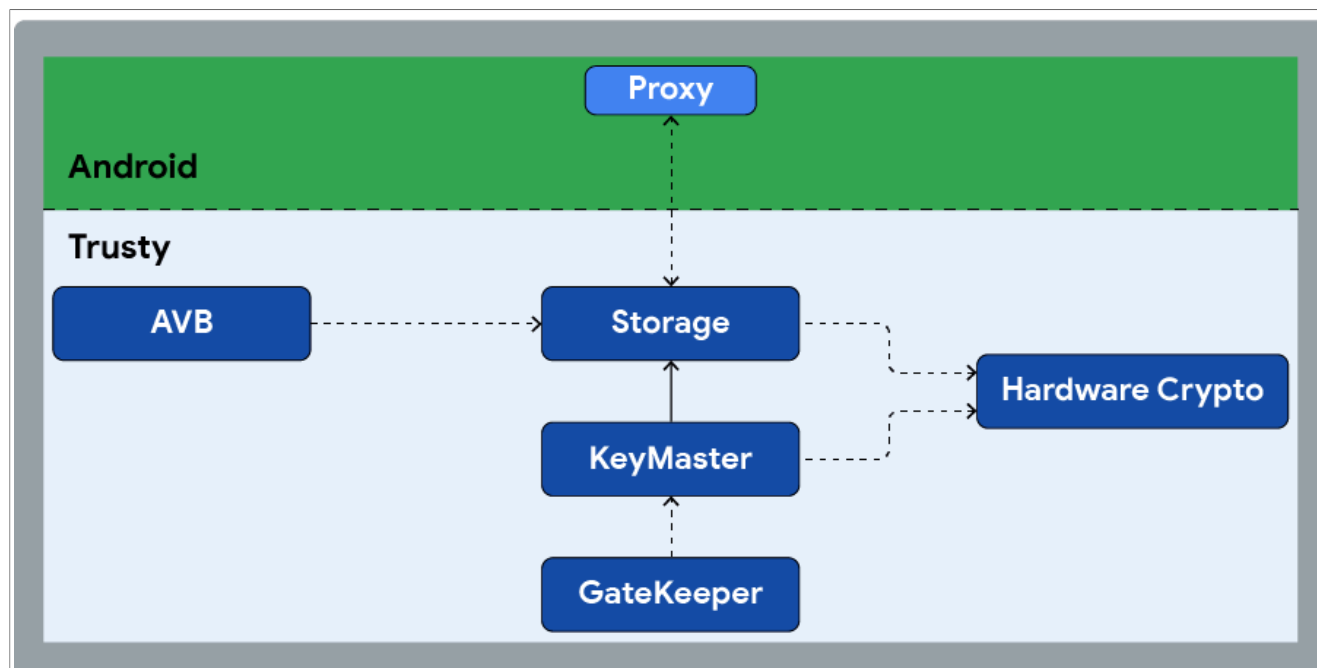 Proxy
Android
Trusty
AVB
Storage
Hardware Crypto
KeyMaster
GateKeeper